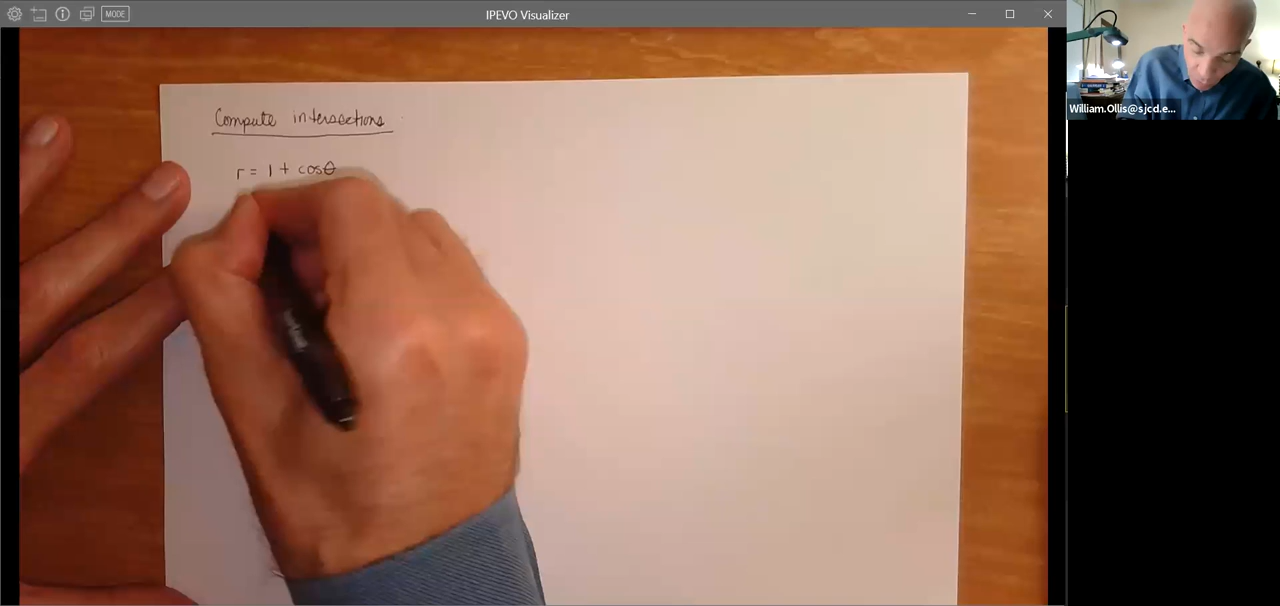 MODE
IPEVO Visualizer
William.Ollis@sjcd.e...
Compute intersections
r = 1 + cosθ